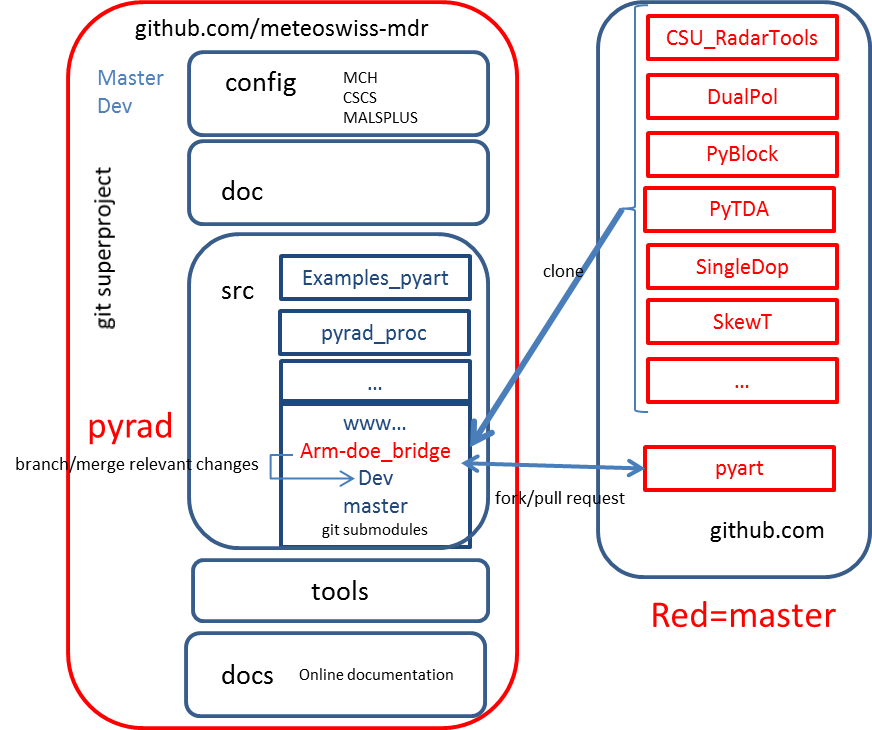 github.com/meteoswiss-mdr
Master
Dev
config
MCH
CSCS
MALSPLUS
doc
git superproject
src
Examples_pyart
pyrad_proc
...
www...
Arm-doe_bridge
Dev
master
git submodules
pyrad
branch/merge relevant changes
tools
docs
Online documentation
clone
fork/pull request
CSU_RadarTools
DualPol
PyBlock
PyTDA
SingleDop
SkewT
...
pyart
github.com
Red=master